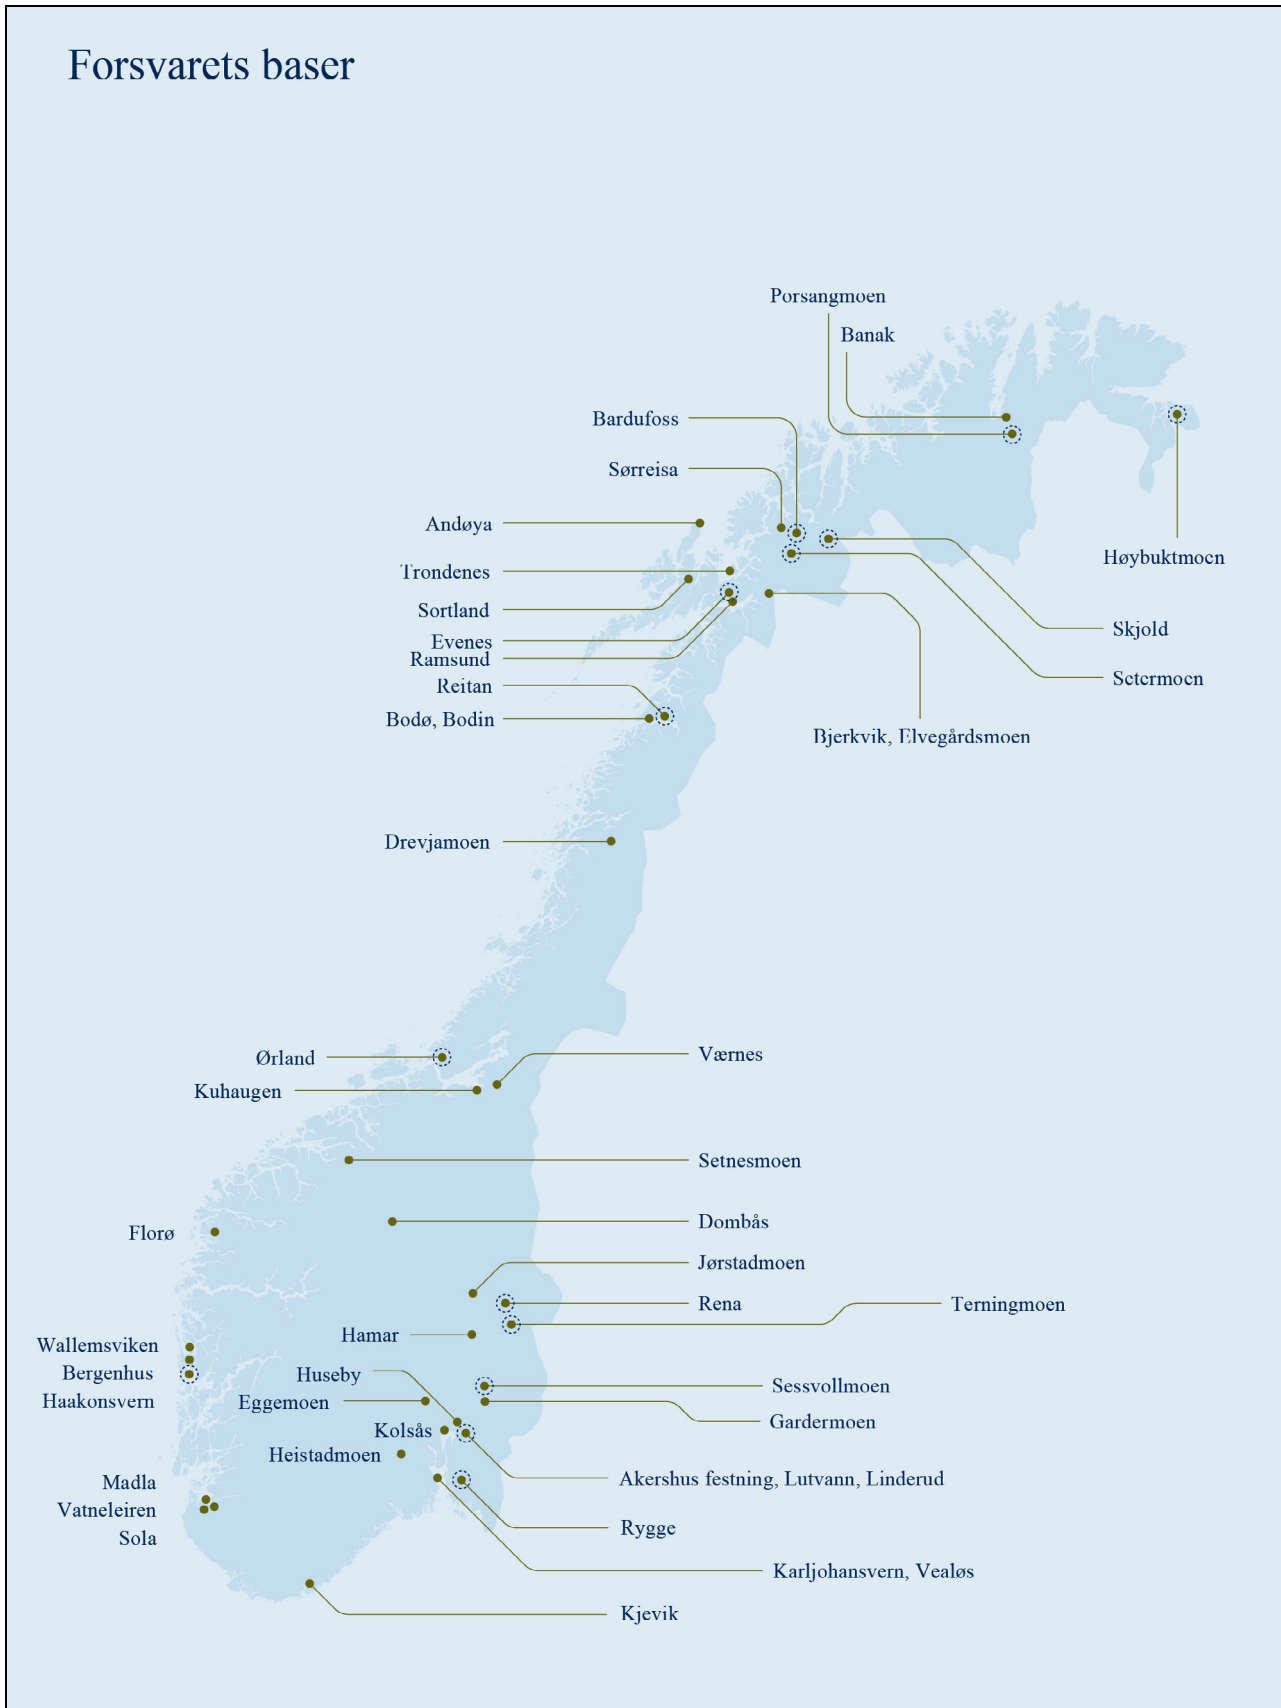 Forsvarets baser
Porsangmoen
Banak
Bardufoss
Sørreisa
Andøya
Høybuktmoen
Trondenes
Sortland
Skjold
Evenes
Ramsund
Setermoen
Reitan
Bodø, Bodin
Bjerkvik, Elvegårdsmoen
Drevjamoen
Ørland
Værnes
Kuhaugen
Setnesmoen
Dombås
Florø
Jørstadmoen
Rena
Terningmoen
Hamar
Wallemsviken
Bergenhus
Haakonsvern
Huseby
Sessvollmoen
Eggemoen
Gardermoen
Kolsås
Heistadmoen
Akershus festning, Lutvann, Linderud
Madla
Vatneleiren
Sola
Rygge
Karljohansvern, Vealøs
Kjevik